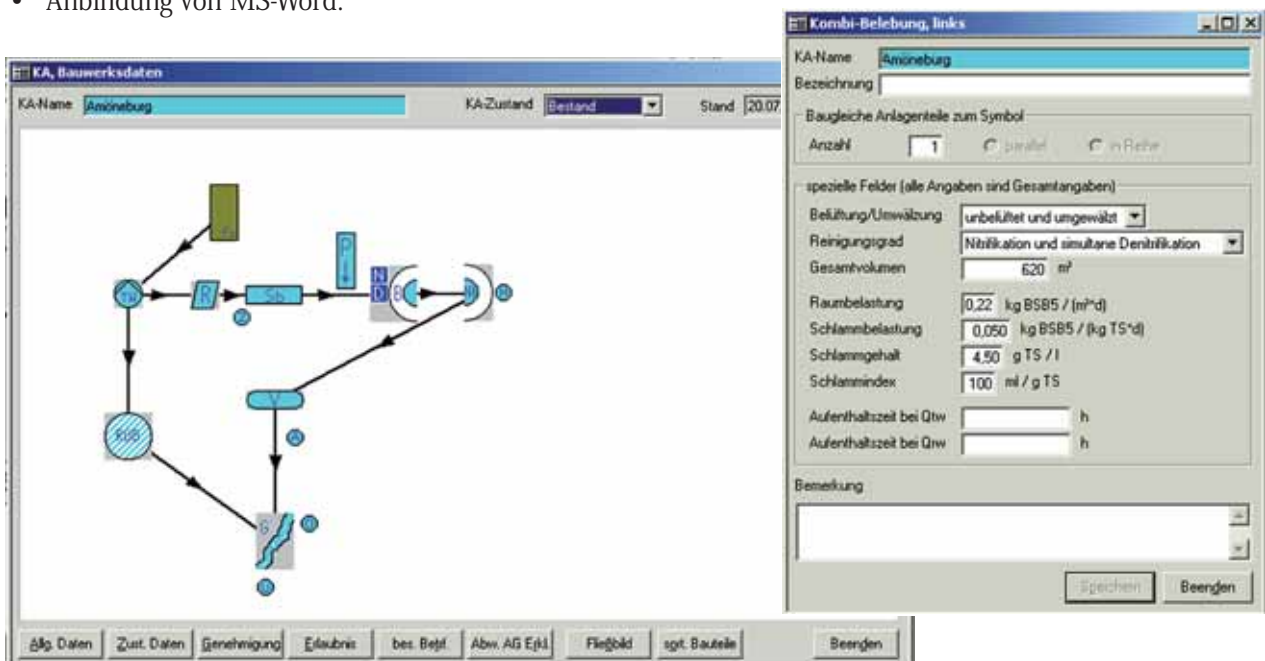 • Anbindung von MS-Word.
KA, Bauwerksdaten
KA-Name Amöneburg KA-Zustand Bestand Stand 20.07
P
N
D B
R Sb
V
RÜB
G
Allg. Daten Zust. Daten Genehmigung Erlaubnis bes. Betrf. Abw. AG Erkl. Fließbild sort. Bauteile Beenden
Kombi-Belebung, links
KA-Name Amöneburg
Bezeichnung
Baugleiche Anlagenteile zum Symbol
Anzahl 1 parallel in Reihe
spezielle Felder (alle Angaben sind Gesamtangaben)
Belüftung/Umwälzung unbelüftet und umgewälzt
Reinigungsgrad Nitrifikation und simultane Denitrifikation
Gesamtvolumen 620 m³
Raumbelastung 0,22 kg BSB5 / (m³*d)
Schlammbelastung 0,050 kg BSB5 / (kg TS*d)
Schlammgehalt 4,50 g TS / l
Schlammindex 100 ml / g TS
Aufenthaltszeit bei Qtw h
Aufenthaltszeit bei Qrw h
Bemerkung
Speichern Beenden